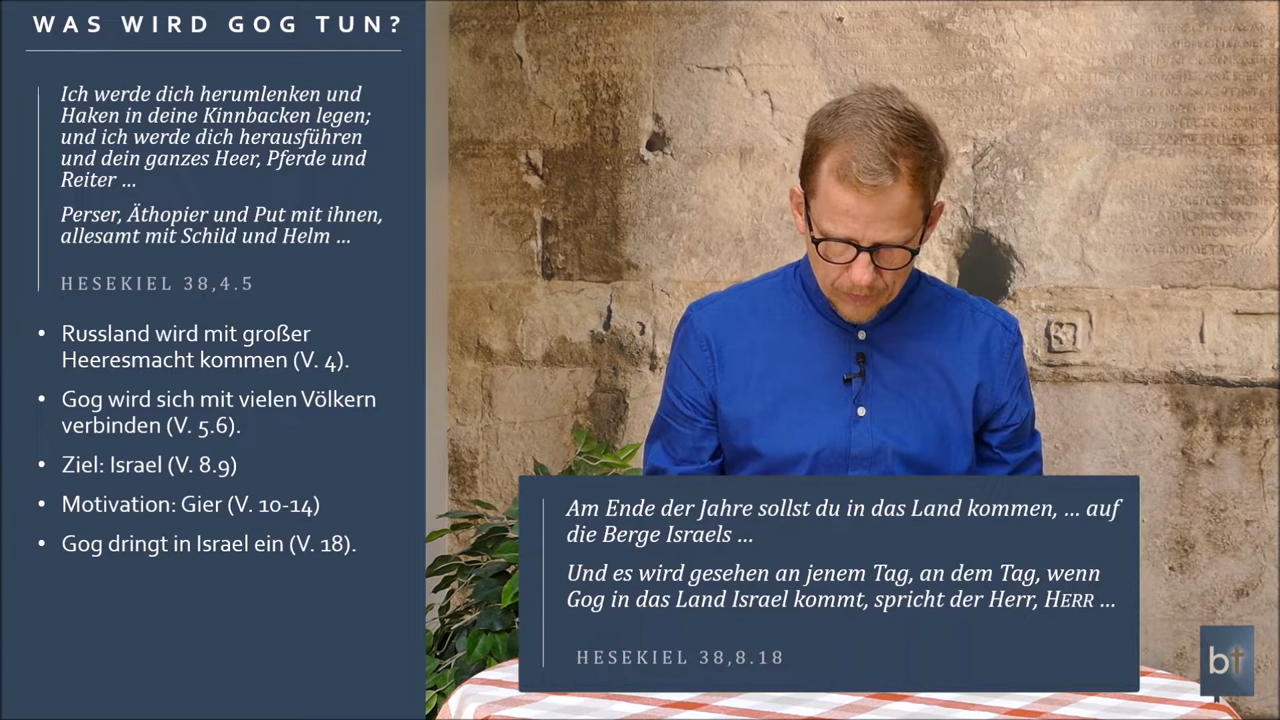 WAS WIRD GOG TUN?
Ich werde dich herumlenken und
Haken in deine Kinnbacken legen;
und ich werde dich herausführen
und dein ganzes Heer, Pferde und
Reiter ...
Perser, Äthopier und Put mit ihnen,
allesamt mit Schild und Helm ...
HESEKIEL 38,4.5
• Russland wird mit großer
Heeresmacht kommen (V. 4).
• Gog wird sich mit vielen Völkern
verbinden (V. 5.6).
• Ziel: Israel (V. 8.9)
• Motivation: Gier (V. 10-14)
• Gog dringt in Israel ein (V. 18).
Am Ende der Jahre sollst du in das Land kommen, ... auf
die Berge Israels ...
Und es wird gesehen an jenem Tag, an dem Tag, wenn
Gog in das Land Israel kommt, spricht der Herr, HERR ...
HESEKIEL 38,8.18
bt